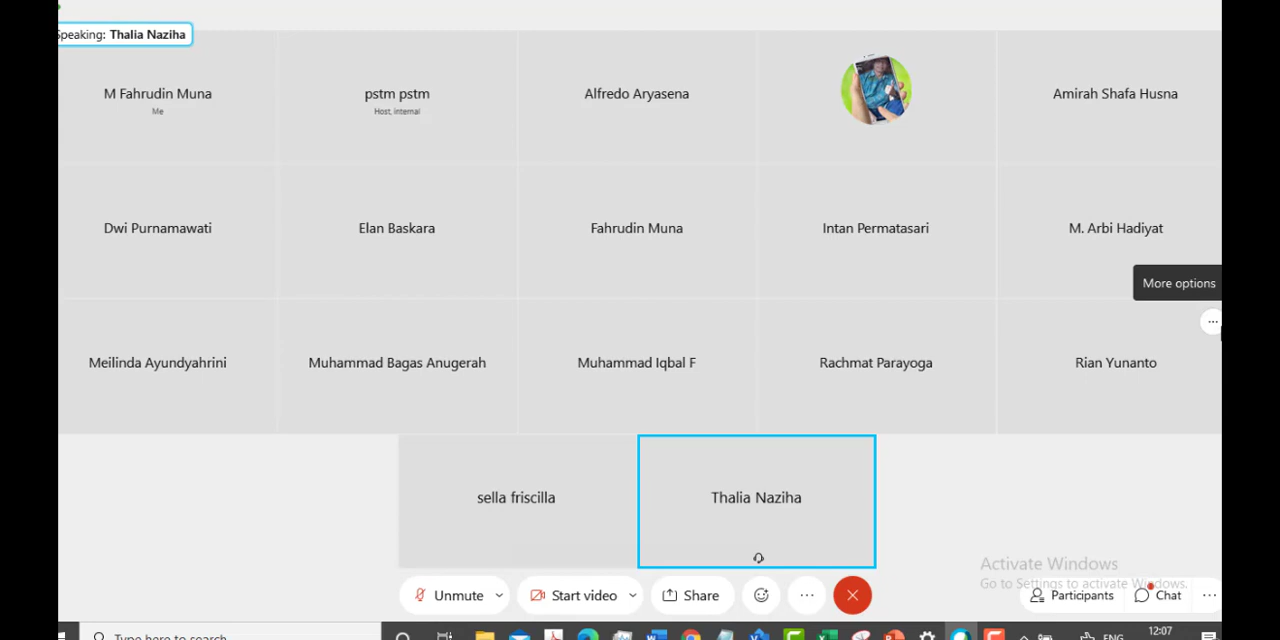 Speaking: Thalia Naziha
M Fahrudin Muna
Me
pstm pstm
Host, internal
Alfredo Aryasena
Amirah Shafa Husna
Dwi Purnamawati
Elan Baskara
Fahrudin Muna
Intan Permatasari
M. Arbi Hadiyat
More options
Meilinda Ayundyahrini
Muhammad Bagas Anugerah
Muhammad Iqbal F
Rachmat Parayoga
Rian Yunanto
sella friscilla
Thalia Naziha
Activate Windows
Go to Settings to activate Windows.
Unmute
Start video
Share
Participants
Chat
Type here to search
ENG
12:07